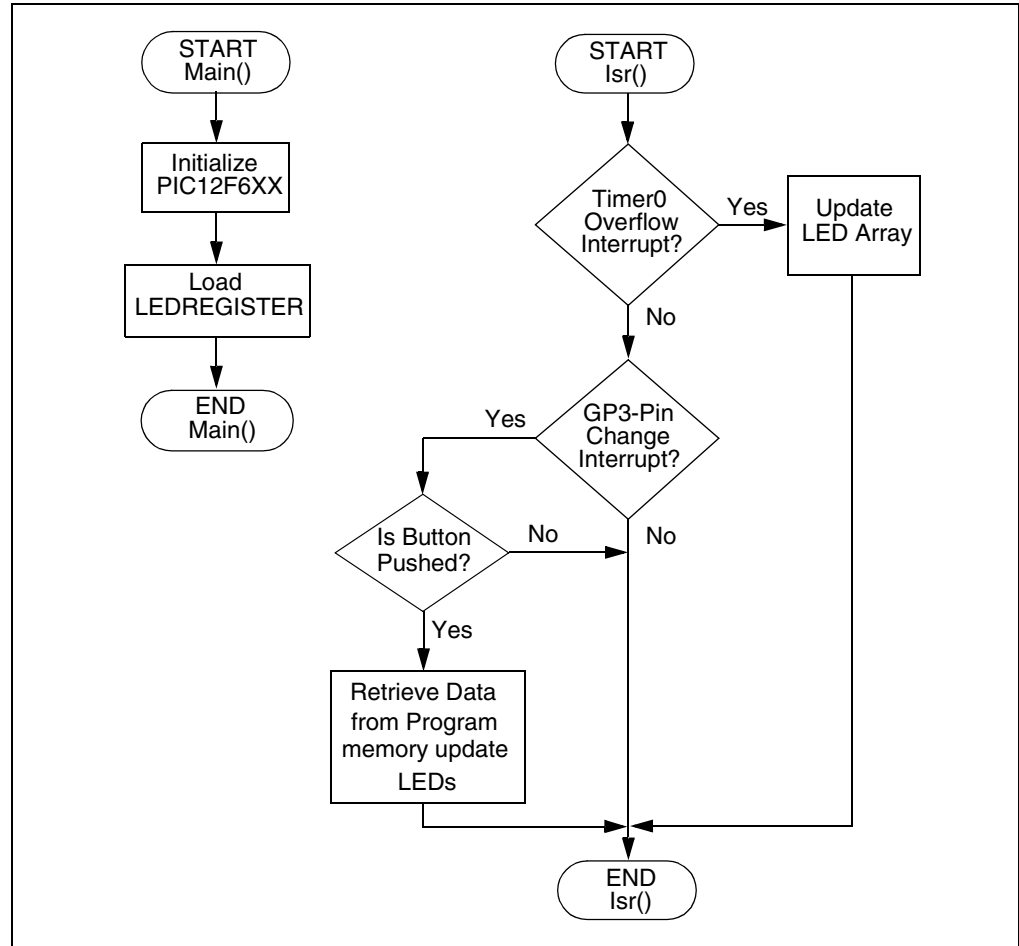 START
Main()
Initialize
PIC12F6XX
Load
LEDREGISTER
END
Main()
START
Isr()
Timer0
Overflow
Interrupt?
Yes
Update
LED Array
No
GP3-Pin
Change
Interrupt?
Yes
No
Is Button
Pushed?
No
Yes
Retrieve Data
from Program
memory update
LEDs
END
Isr()